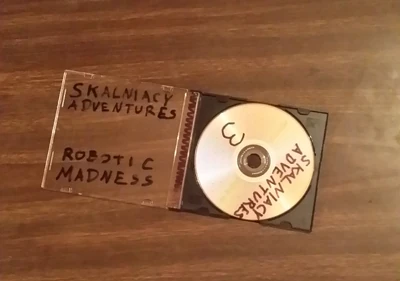 SKALNIACY
ADVENTURES
ROBOTIC
MADNESS
3
SKALNIACY
ADVENTURES